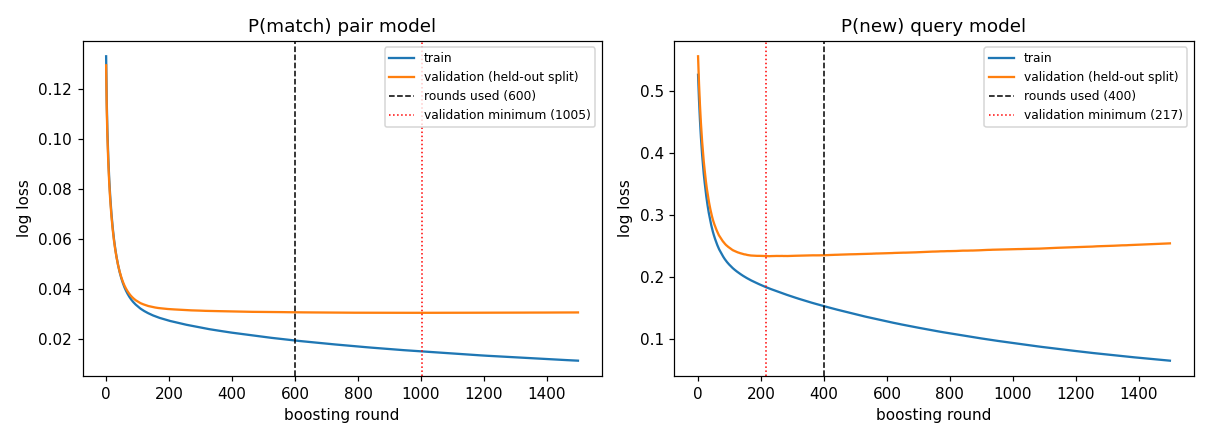 P(match) pair model
log loss
0.12
0.10
0.08
0.06
0.04
0.02
train
validation (held-out split)
rounds used (600)
validation minimum (1005)
0 200 400 600 800 1000 1200 1400
boosting round
P(new) query model
log loss
0.5
0.4
0.3
0.2
0.1
train
validation (held-out split)
rounds used (400)
validation minimum (217)
0 200 400 600 800 1000 1200 1400
boosting round